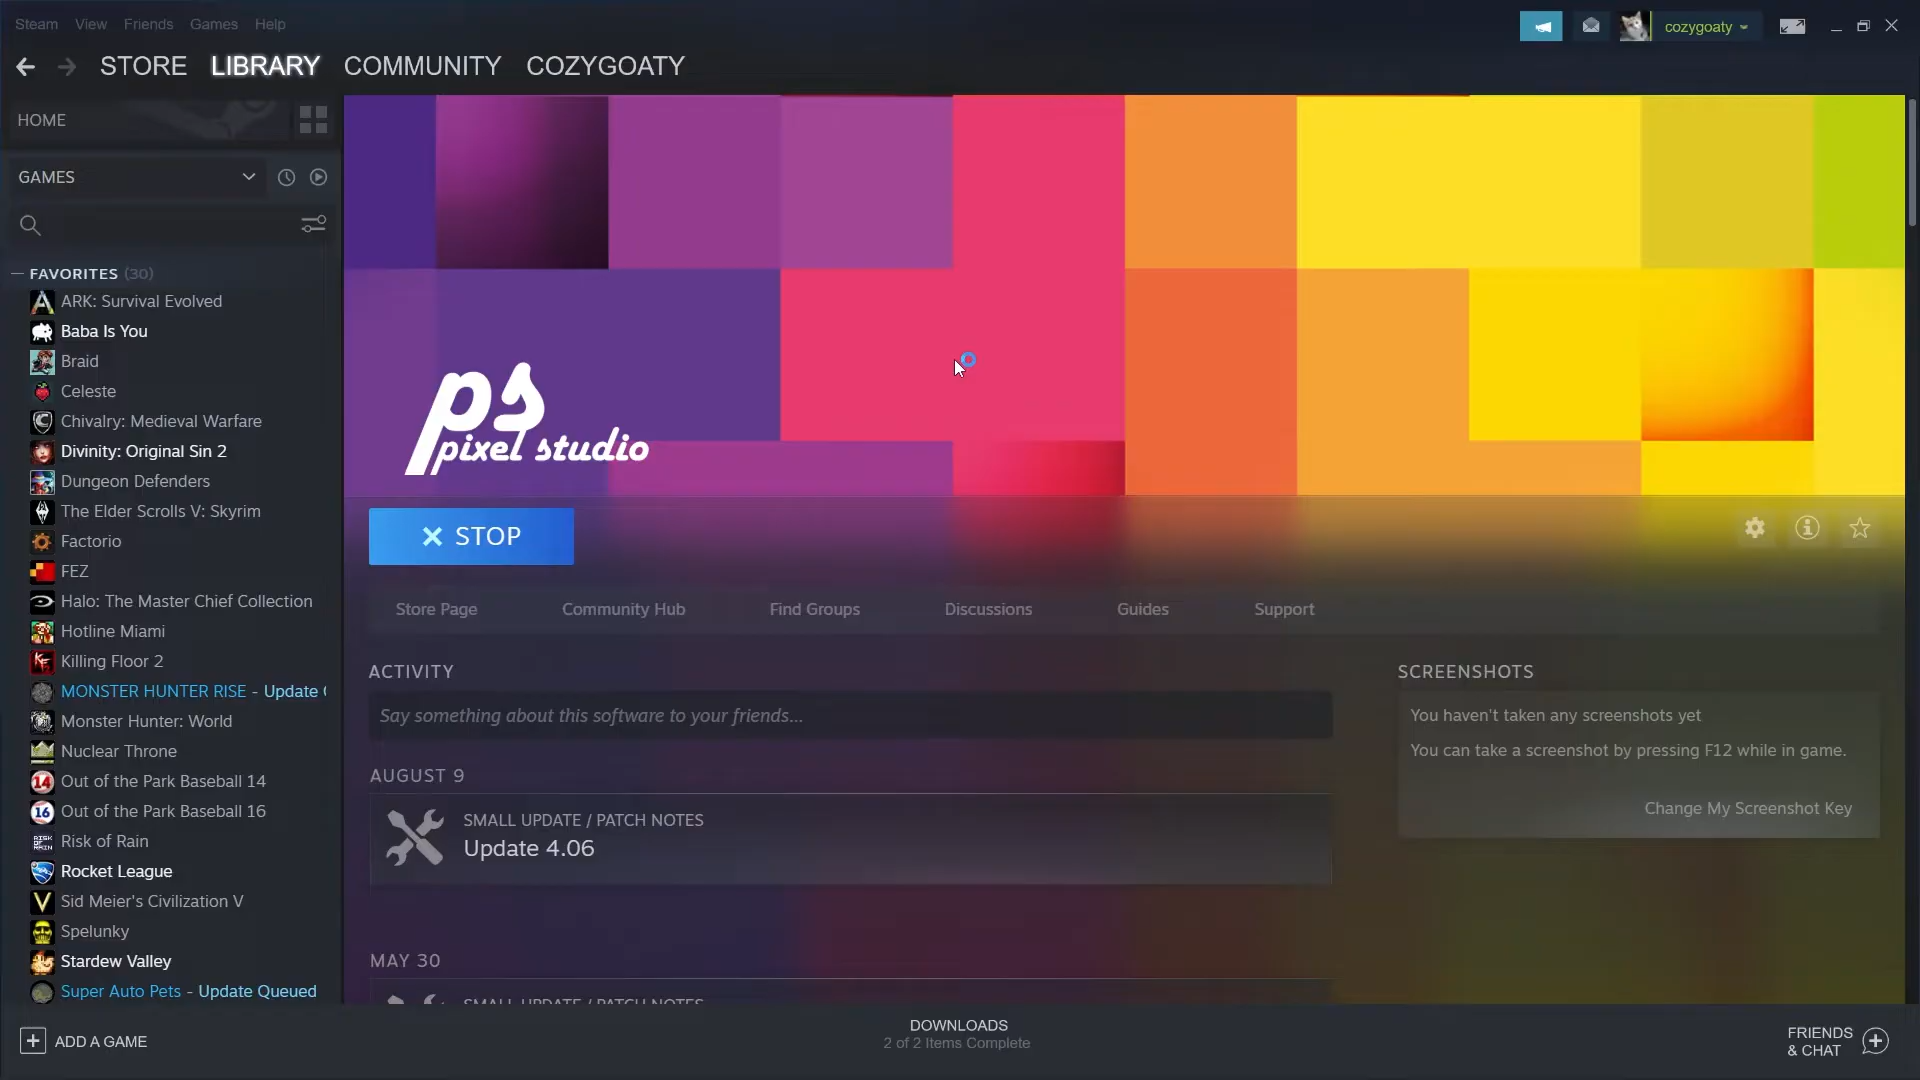 Steam View Friends Games Help
cozygoaty
STORE LIBRARY COMMUNITY COZYGOATY
HOME
GAMES
FAVORITES (30)
ARK: Survival Evolved
Baba Is You
Braid
Celeste
Chivalry: Medieval Warfare
Divinity: Original Sin 2
Dungeon Defenders
The Elder Scrolls V: Skyrim
Factorio
FEZ
Halo: The Master Chief Collection
Hotline Miami
Killing Floor 2
MONSTER HUNTER RISE - Update
Monster Hunter: World
Nuclear Throne
Out of the Park Baseball 14
Out of the Park Baseball 16
Risk of Rain
Rocket League
Sid Meier's Civilization V
Spelunky
Stardew Valley
Super Auto Pets - Update Queued
ADD A GAME
ps
pixel studio
STOP
Store Page Community Hub Find Groups Discussions Guides Support
ACTIVITY
Say something about this software to your friends...
AUGUST 9
SMALL UPDATE / PATCH NOTES
Update 4.06
MAY 30
SMALL UPDATE / PATCH NOTES
SCREENSHOTS
You haven't taken any screenshots yet
You can take a screenshot by pressing F12 while in game.
Change My Screenshot Key
DOWNLOADS
2 of 2 Items Complete
FRIENDS
& CHAT